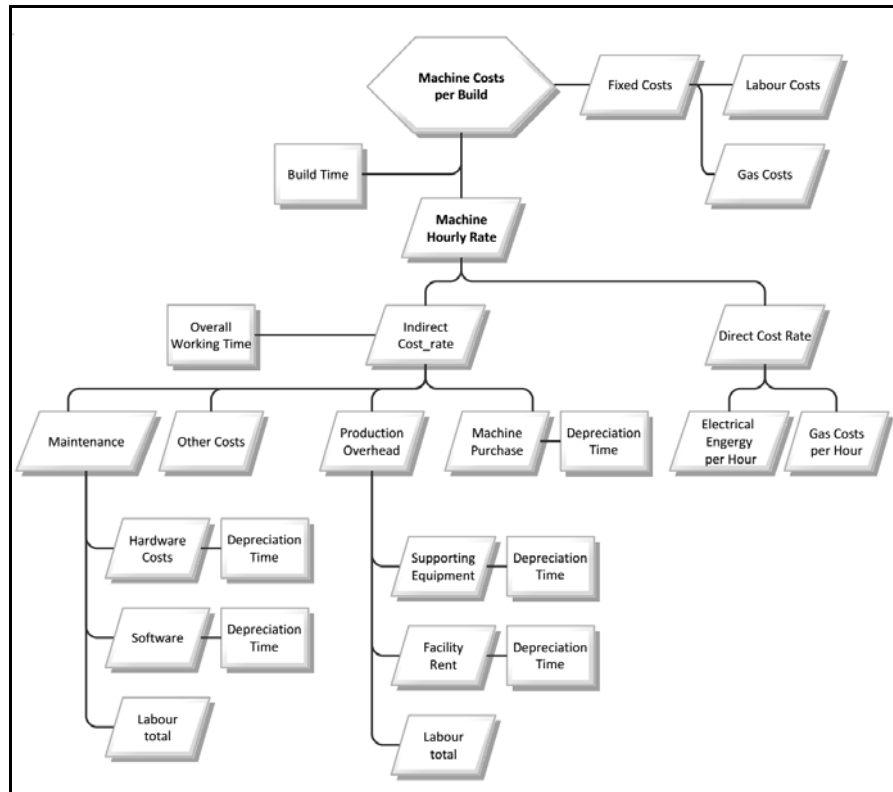 Machine Costs
per Build
Fixed Costs
Labour Costs
Build Time
Gas Costs
Machine
Hourly Rate
Overall
Working Time
Indirect
Cost_rate
Direct Cost Rate
Maintenance
Other Costs
Production
Overhead
Machine
Purchase
Depreciation
Time
Electrical
Engergy
per Hour
Gas Costs
per Hour
Hardware
Costs
Depreciation
Time
Supporting
Equipment
Depreciation
Time
Software
Depreciation
Time
Facility
Rent
Depreciation
Time
Labour
total
Labour
total